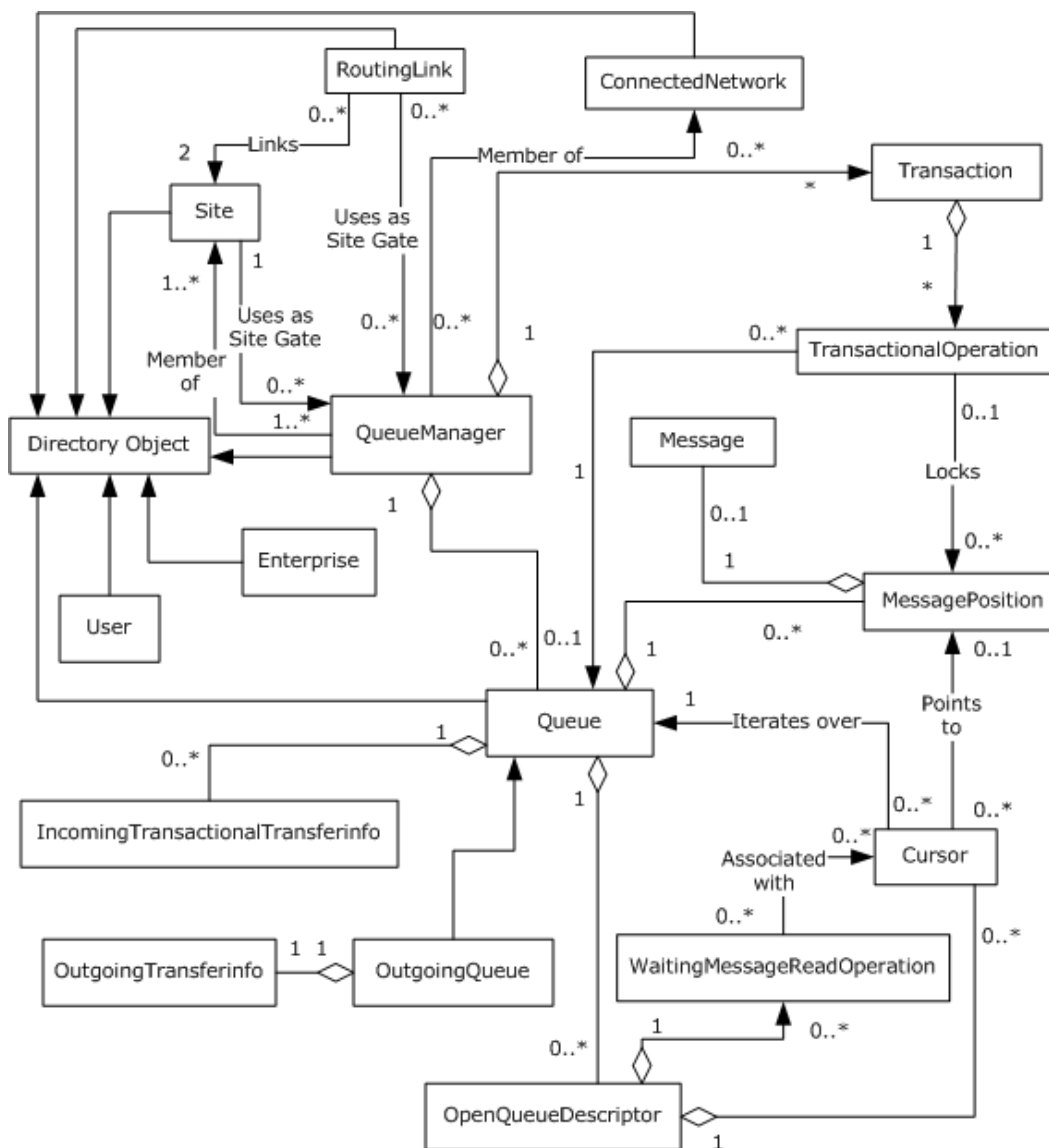 RoutingLink
ConnectedNetwork
0..*
0..*
Links
Member of
0..*
2
*
Transaction
Site
Uses as
Site Gate
1
1
1..*
*
Uses as
Site Gate
0..*
0..*
1
0..*
TransactionalOperation
Member
of
0..*
1..*
QueueManager
0..1
Directory Object
Message
1
Locks
1
0..1
0..*
Enterprise
1
MessagePosition
User
0..*
0..1
1
0..*
0..1
1
Points
to
Queue
Iterates over
1
0..*
1
0..*
0..*
IncomingTransactionalTransferinfo
0..*
Cursor
Associated
with
0..*
0..*
1
1
OutgoingTransferinfo
OutgoingQueue
WaitingMessageReadOperation
1
0..*
0..*
OpenQueueDescriptor
1